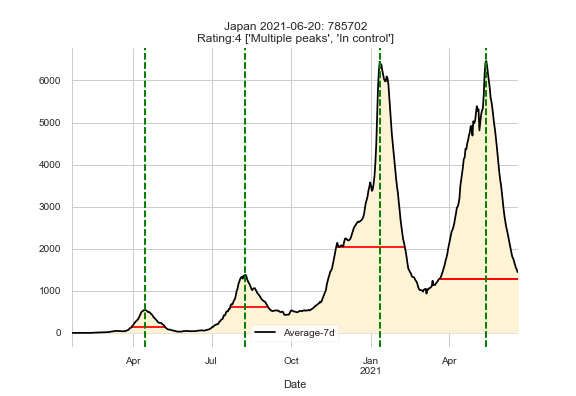 Japan 2021-06-20: 785702
Rating:4 ['Multiple peaks', 'In control']
6000
5000
4000
3000
2000
1000
0
Average-7d
Apr
Jul
Oct
Jan
2021
Apr
Date